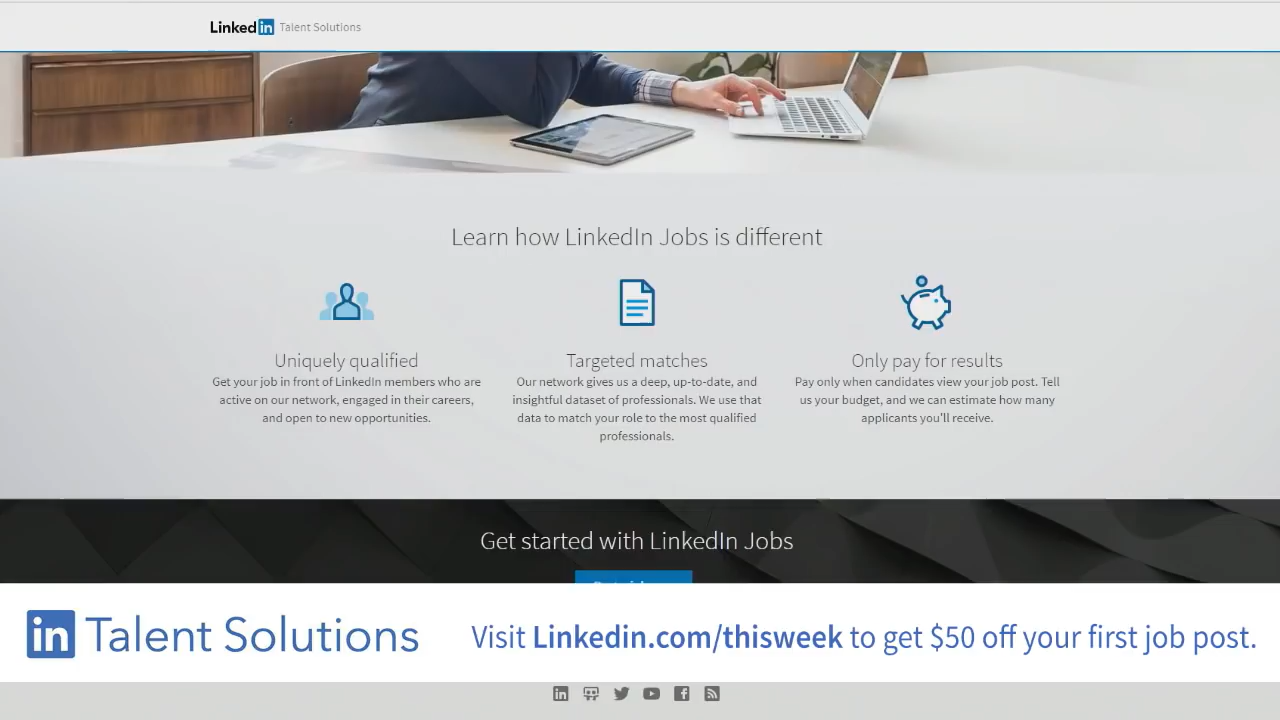 Linked in Talent Solutions
Learn how LinkedIn Jobs is different
Uniquely qualified
Get your job in front of LinkedIn members who are
active on our network, engaged in their careers,
and open to new opportunities.
Targeted matches
Our network gives us a deep, up-to-date, and
insightful dataset of professionals. We use that
data to match your role to the most qualified
professionals.
Only pay for results
Pay only when candidates view your job post. Tell
us your budget, and we can estimate how many
applicants you'll receive.
Get started with LinkedIn Jobs
in Talent Solutions
Visit Linkedin.com/thisweek to get $50 off your first job post.